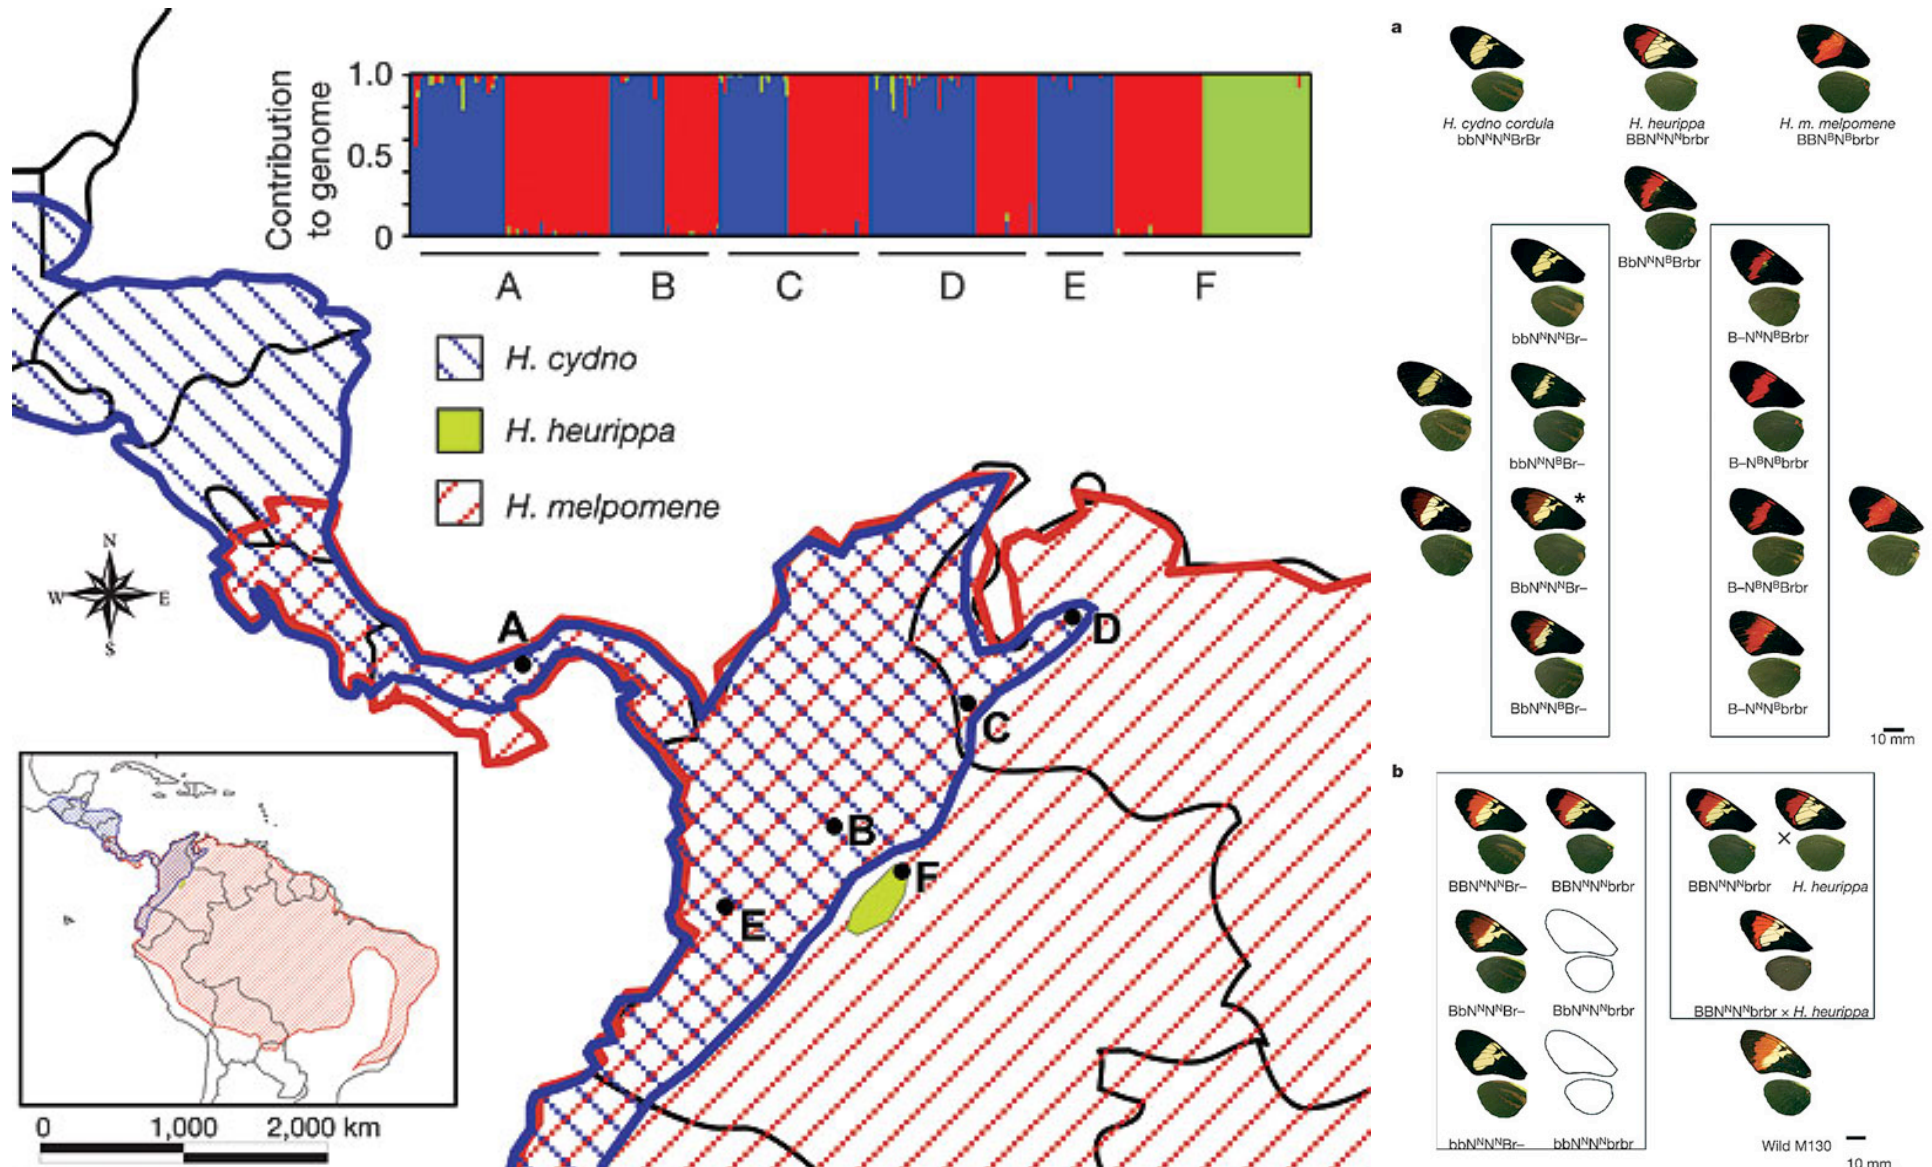 Contribution
to genome
1.0
0.5
0
A
B
C
D
E
F
H. cydno
H. heurippa
H. melpomene
N
W
E
S
A
B
C
D
E
F
0
1,000
2,000 km
a
H. cydno cordula
bbNᴺNᴺBrBr
H. heurippa
BBNᴺNᴺbrbr
H. m. melpomene
BBNᴮNᴮbrbr
BbNᴺNᴮBrbr
bbNᴺNᴺBr–
bbNᴺNᴮBr–
*
BbNᴺNᴺBr–
BbNᴺNᴮBr–
B–NᴺNᴮBrbr
B–NᴮNᴮbrbr
B–NᴮNᴮBrbr
B–NᴺNᴮbrbr
10 mm
b
BBNᴺNᴺBr–
BBNᴺNᴺbrbr
BbNᴺNᴺBr–
BbNᴺNᴺbrbr
bbNᴺNᴺBr–
bbNᴺNᴺbrbr
×
BBNᴺNᴺbrbr
H. heurippa
BBNᴺNᴺbrbr × H. heurippa
Wild M130
10 mm